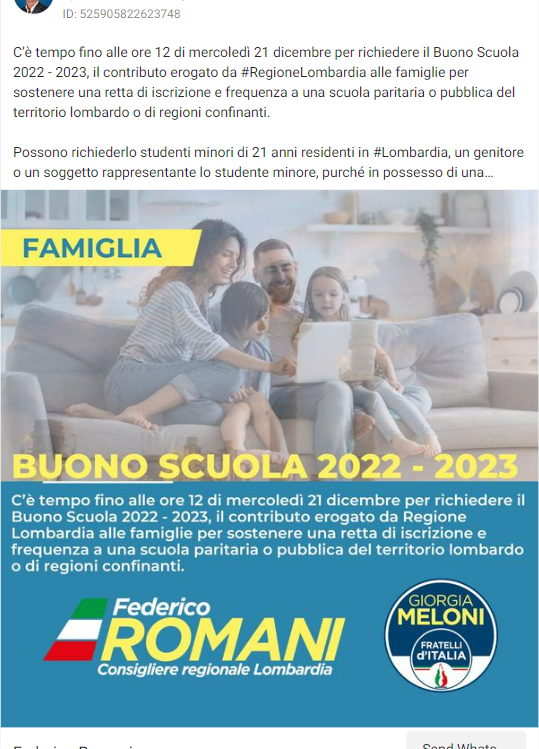 ID: 525905822623748
C'è tempo fino alle ore 12 di mercoledì 21 dicembre per richiedere il Buono Scuola
2022 - 2023, il contributo erogato da #RegioneLombardia alle famiglie per
sostenere una retta di iscrizione e frequenza a una scuola paritaria o pubblica del
territorio lombardo o di regioni confinanti.
Possono richiederlo studenti minori di 21 anni residenti in #Lombardia, un genitore
o un soggetto rappresentante lo studente minore, purché in possesso di una...
FAMIGLIA
BUONO SCUOLA 2022 - 2023
C'è tempo fino alle ore 12 di mercoledì 21 dicembre per richiedere il
Buono Scuola 2022 - 2023, il contributo erogato da Regione
Lombardia alle famiglie per sostenere una retta di iscrizione e
frequenza a una scuola paritaria o pubblica del territorio lombardo
o di regioni confinanti.
Federico
ROMANI
Consigliere regionale Lombardia
GIORGIA
MELONI
FRATELLI
d'ITALIA
Send Whats